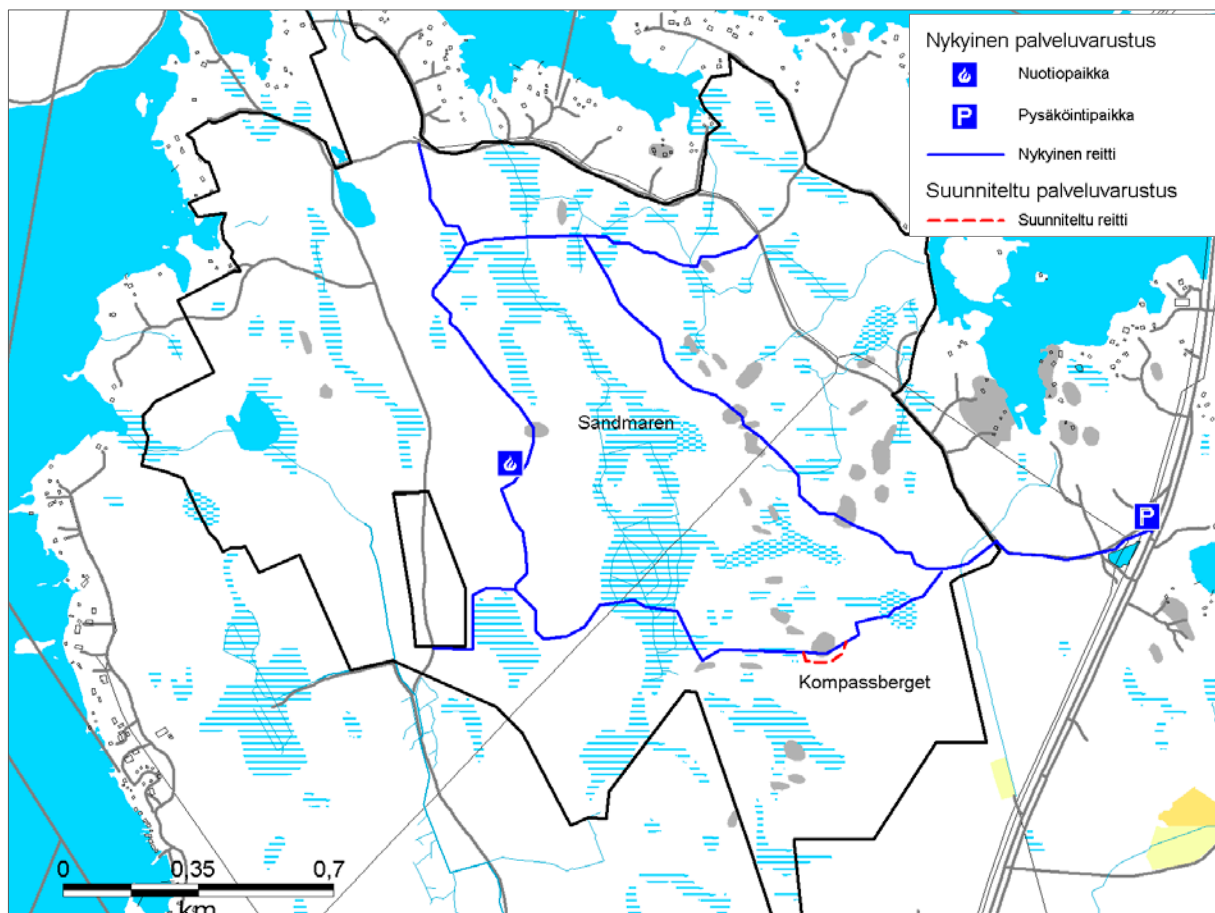 Nykyinen palveluvarustus
Nuotiopaikka
P
Pysäköintipaikka
Nykyinen reitti
Suunniteltu palveluvarustus
Suunniteltu reitti
Sandmaren
P
Kompassberget
0 0,35 0,7
km